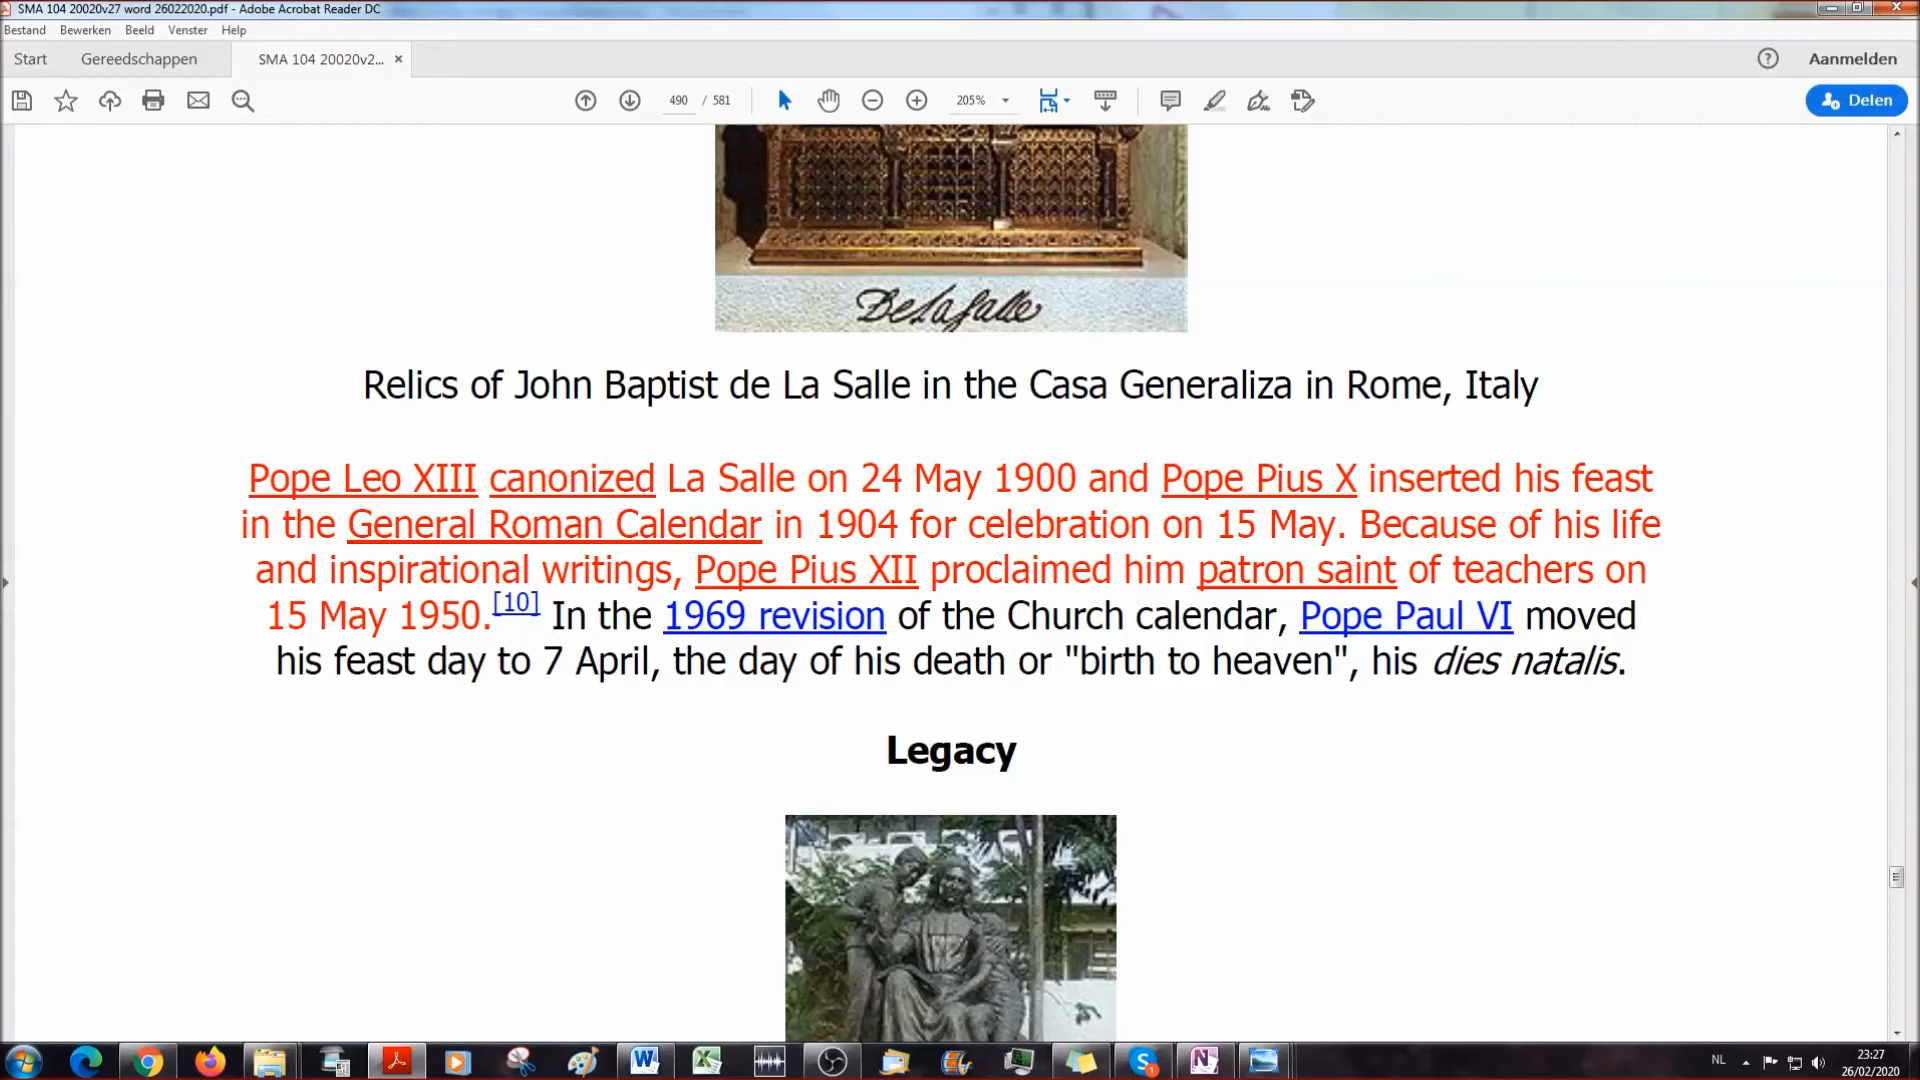 SMA 104 20020v27 word 26022020.pdf - Adobe Acrobat Reader DC
Bestand Bewerken Beeld Venster Help
Start Gereedschappen SMA 104 20020v2... Aanmelden
490 / 581 205% Delen
De La Salle
Relics of John Baptist de La Salle in the Casa Generaliza in Rome, Italy
Pope Leo XIII canonized La Salle on 24 May 1900 and Pope Pius X inserted his feast
in the General Roman Calendar in 1904 for celebration on 15 May. Because of his life
and inspirational writings, Pope Pius XII proclaimed him patron saint of teachers on
15 May 1950.[10] In the 1969 revision of the Church calendar, Pope Paul VI moved
his feast day to 7 April, the day of his death or "birth to heaven", his dies natalis.
Legacy
NL 23:27
26/02/2020